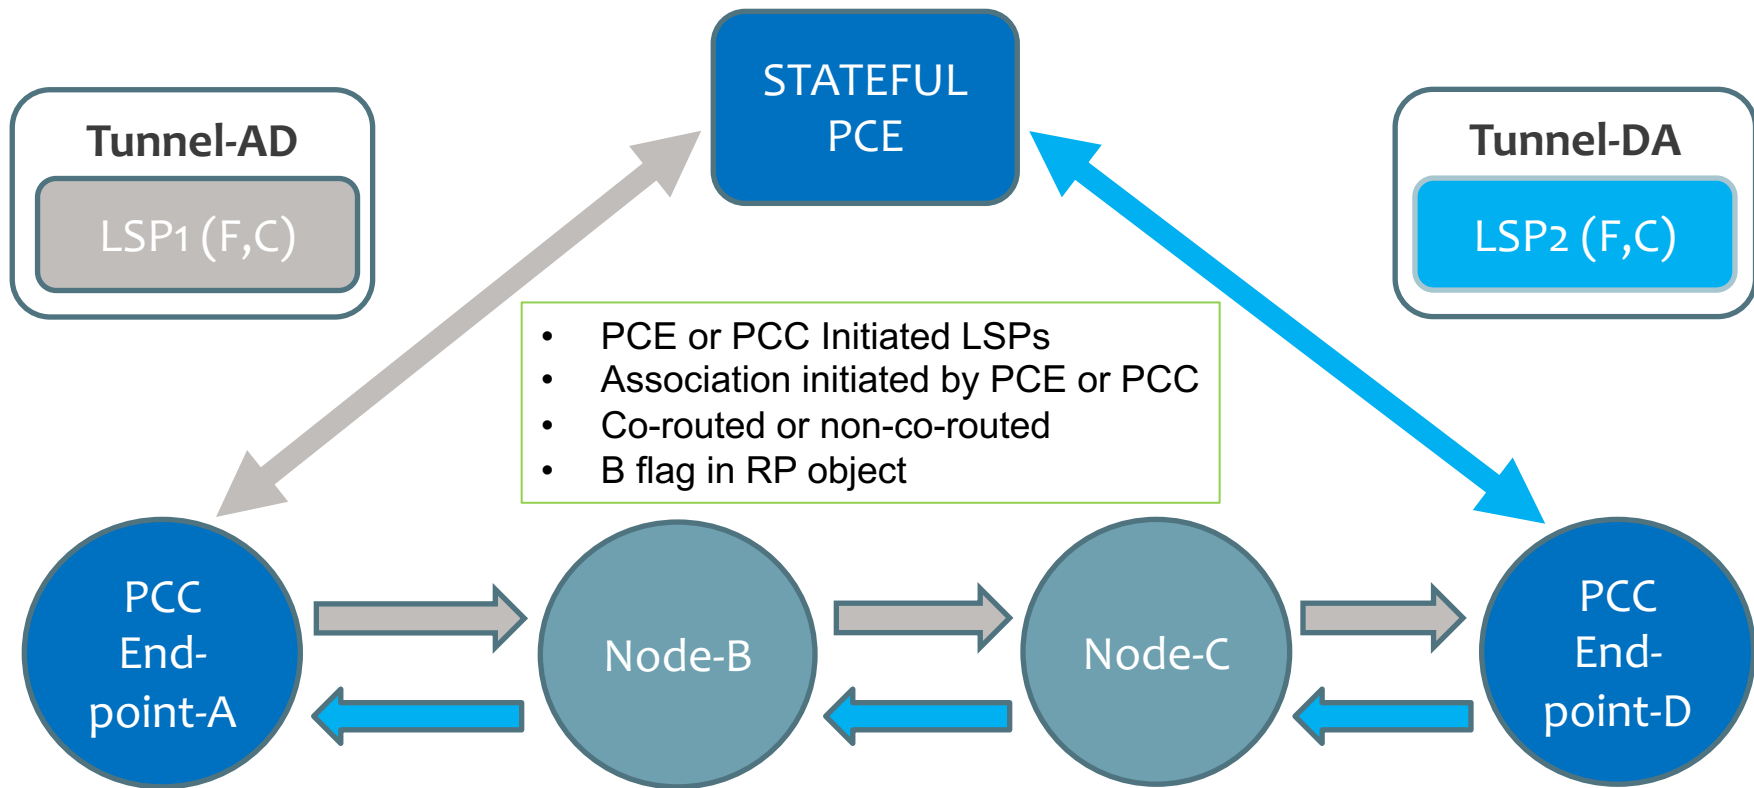 STATEFUL
PCE
Tunnel-AD
LSP1 (F,C)
Tunnel-DA
LSP2 (F,C)
• PCE or PCC Initiated LSPs
• Association initiated by PCE or PCC
• Co-routed or non-co-routed
• B flag in RP object
PCC
End-
point-A
Node-B
Node-C
PCC
End-
point-D